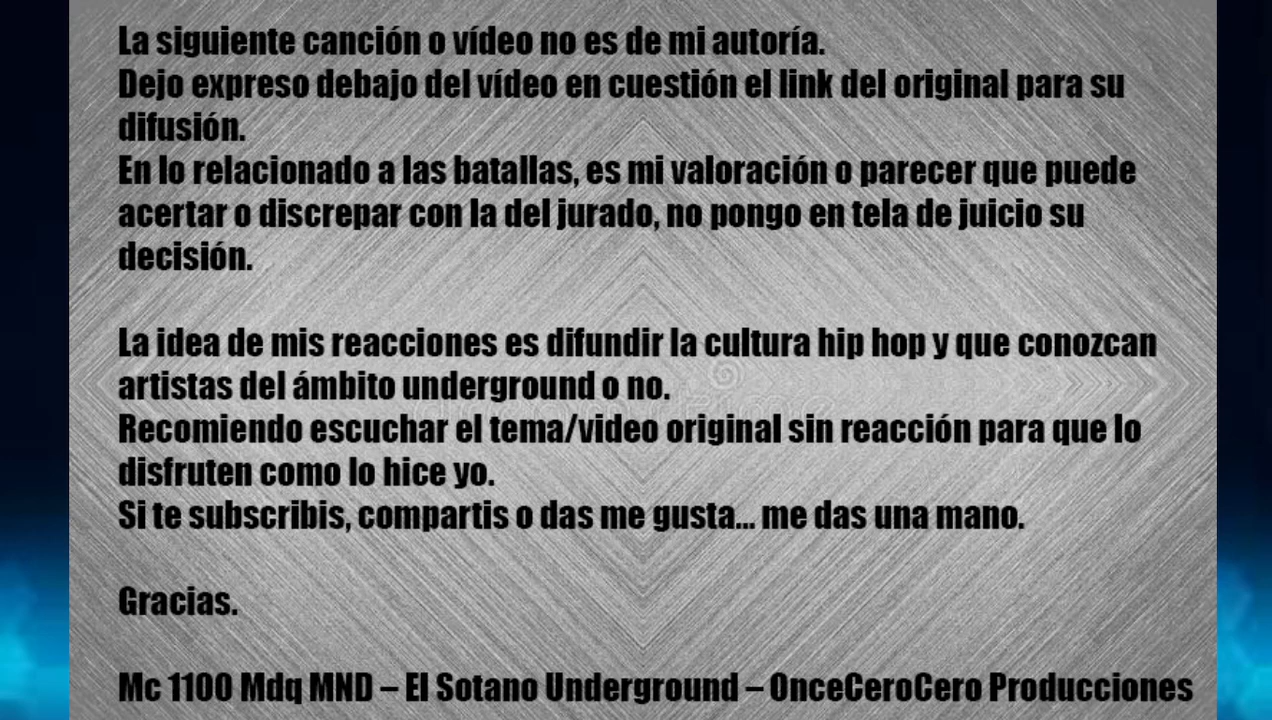 La siguiente canción o vídeo no es de mi autoría.
Dejo expreso debajo del vídeo en cuestión el link del original para su
difusión.
En lo relacionado a las batallas, es mi valoración o parecer que puede
acertar o discrepar con la del jurado, no pongo en tela de juicio su
decisión.
La idea de mis reacciones es difundir la cultura hip hop y que conozcan
artistas del ámbito underground o no.
Recomiendo escuchar el tema/video original sin reacción para que lo
disfruten como lo hice yo.
Si te subscribis, compartis o das me gusta... me das una mano.
Gracias.
Mc 1100 Mdq MND – El Sotano Underground – OnceCeroCero Producciones